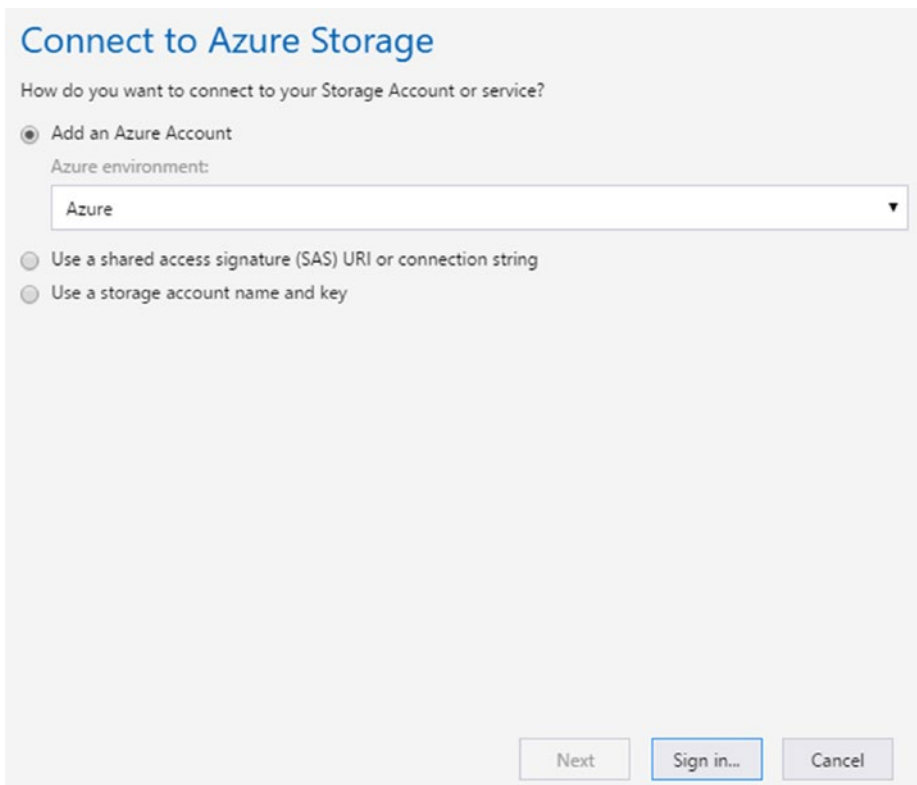 Connect to Azure Storage
How do you want to connect to your Storage Account or service?
Add an Azure Account
Azure environment:
Azure
Use a shared access signature (SAS) URI or connection string
Use a storage account name and key
Next Sign in... Cancel